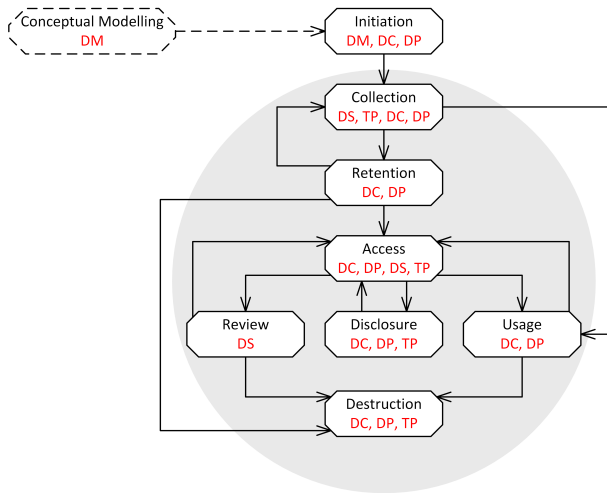 Conceptual Modelling
DM
Initiation
DM, DC, DP
Collection
DS, TP, DC, DP
Retention
DC, DP
Access
DC, DP, DS, TP
Review
DS
Disclosure
DC, DP, TP
Usage
DC, DP
Destruction
DC, DP, TP